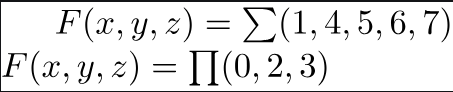 F(x, y, z) = ∑(1, 4, 5, 6, 7)
F(x, y, z) = ∏(0, 2, 3)